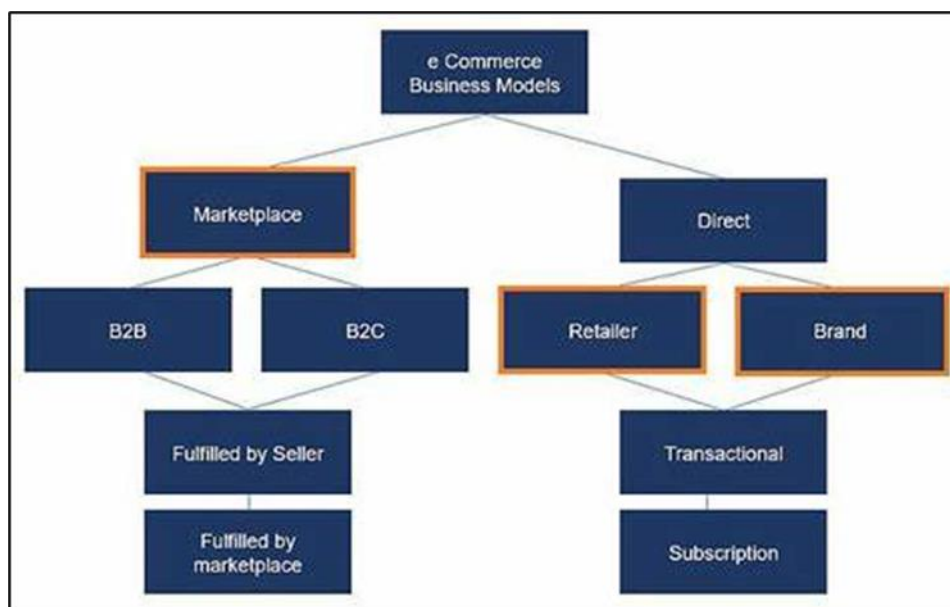 e Commerce
Business Models
Marketplace
Direct
B2B
B2C
Retailer
Brand
Fulfilled by Seller
Transactional
Fulfilled by
marketplace
Subscription